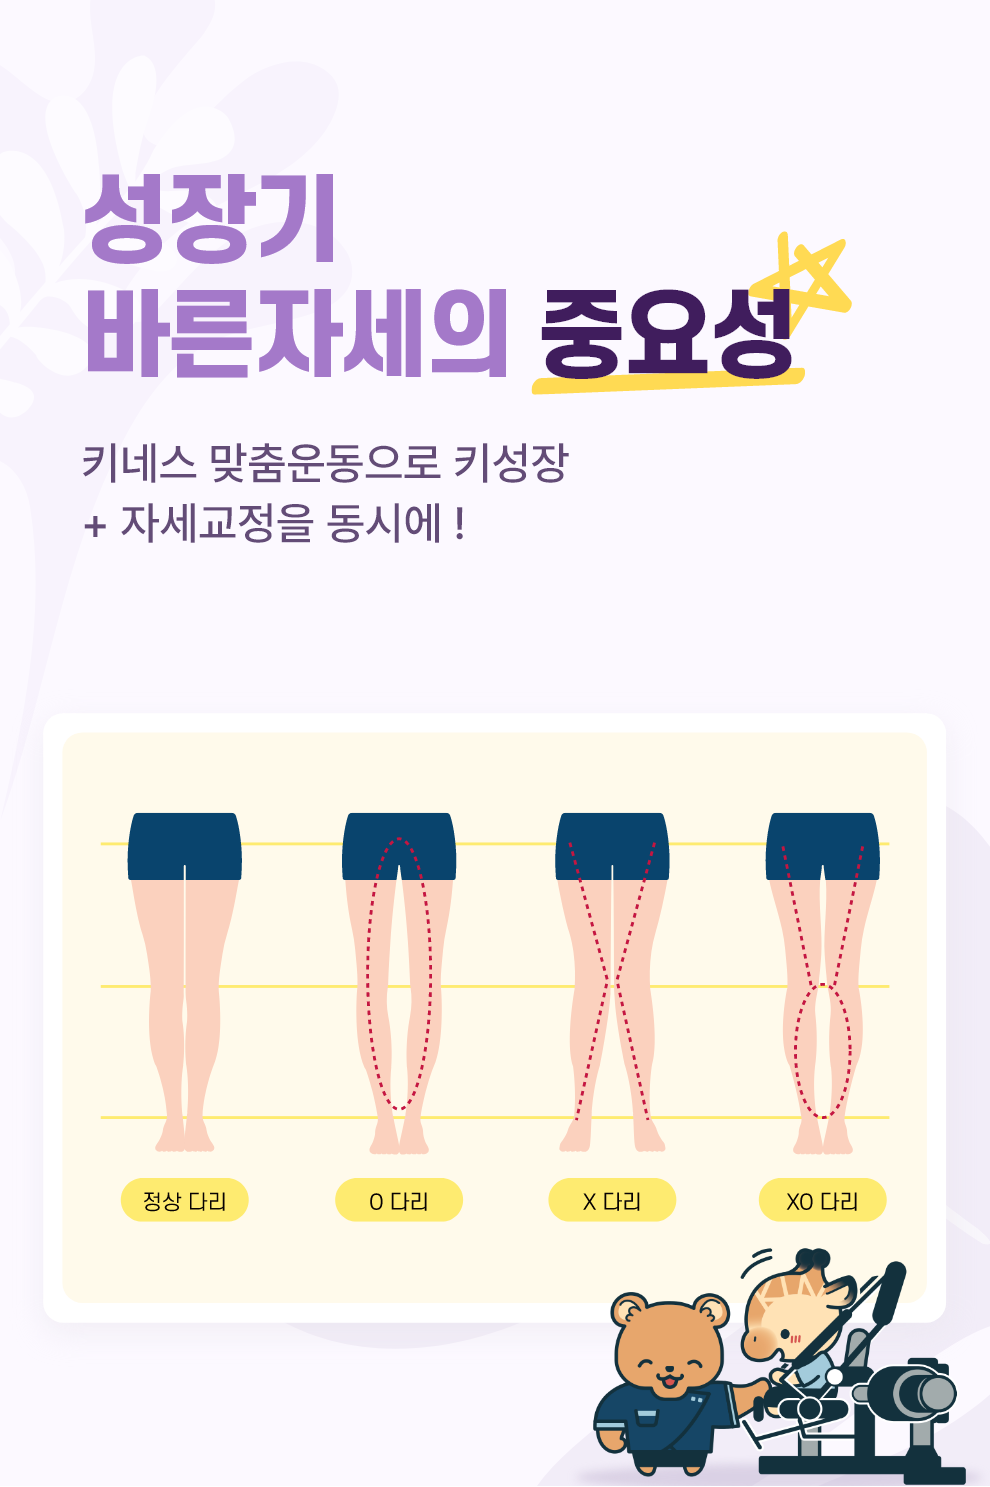 성장기
바른자세의 중요성
키네스 맞춤운동으로 키성장
+ 자세교정을 동시에 !
정상 다리
O 다리
X 다리
XO 다리